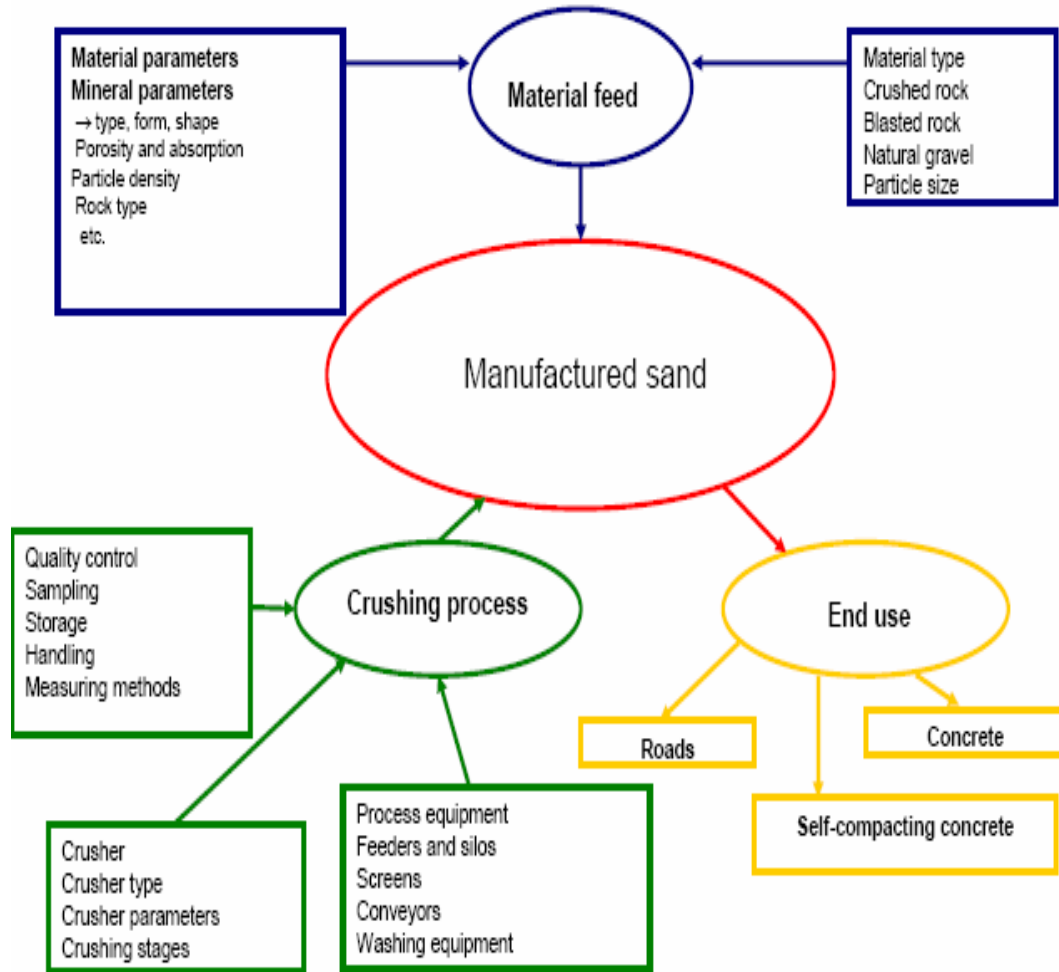 Material parameters
Mineral parameters
→ type, form, shape
Porosity and absorption
Particle density
Rock type
etc.
Material feed
Material type
Crushed rock
Blasted rock
Natural gravel
Particle size
Manufactured sand
Quality control
Sampling
Storage
Handling
Measuring methods
Crushing process
End use
Roads
Concrete
Self-compacting concrete
Crusher
Crusher type
Crusher parameters
Crushing stages
Process equipment
Feeders and silos
Screens
Conveyors
Washing equipment